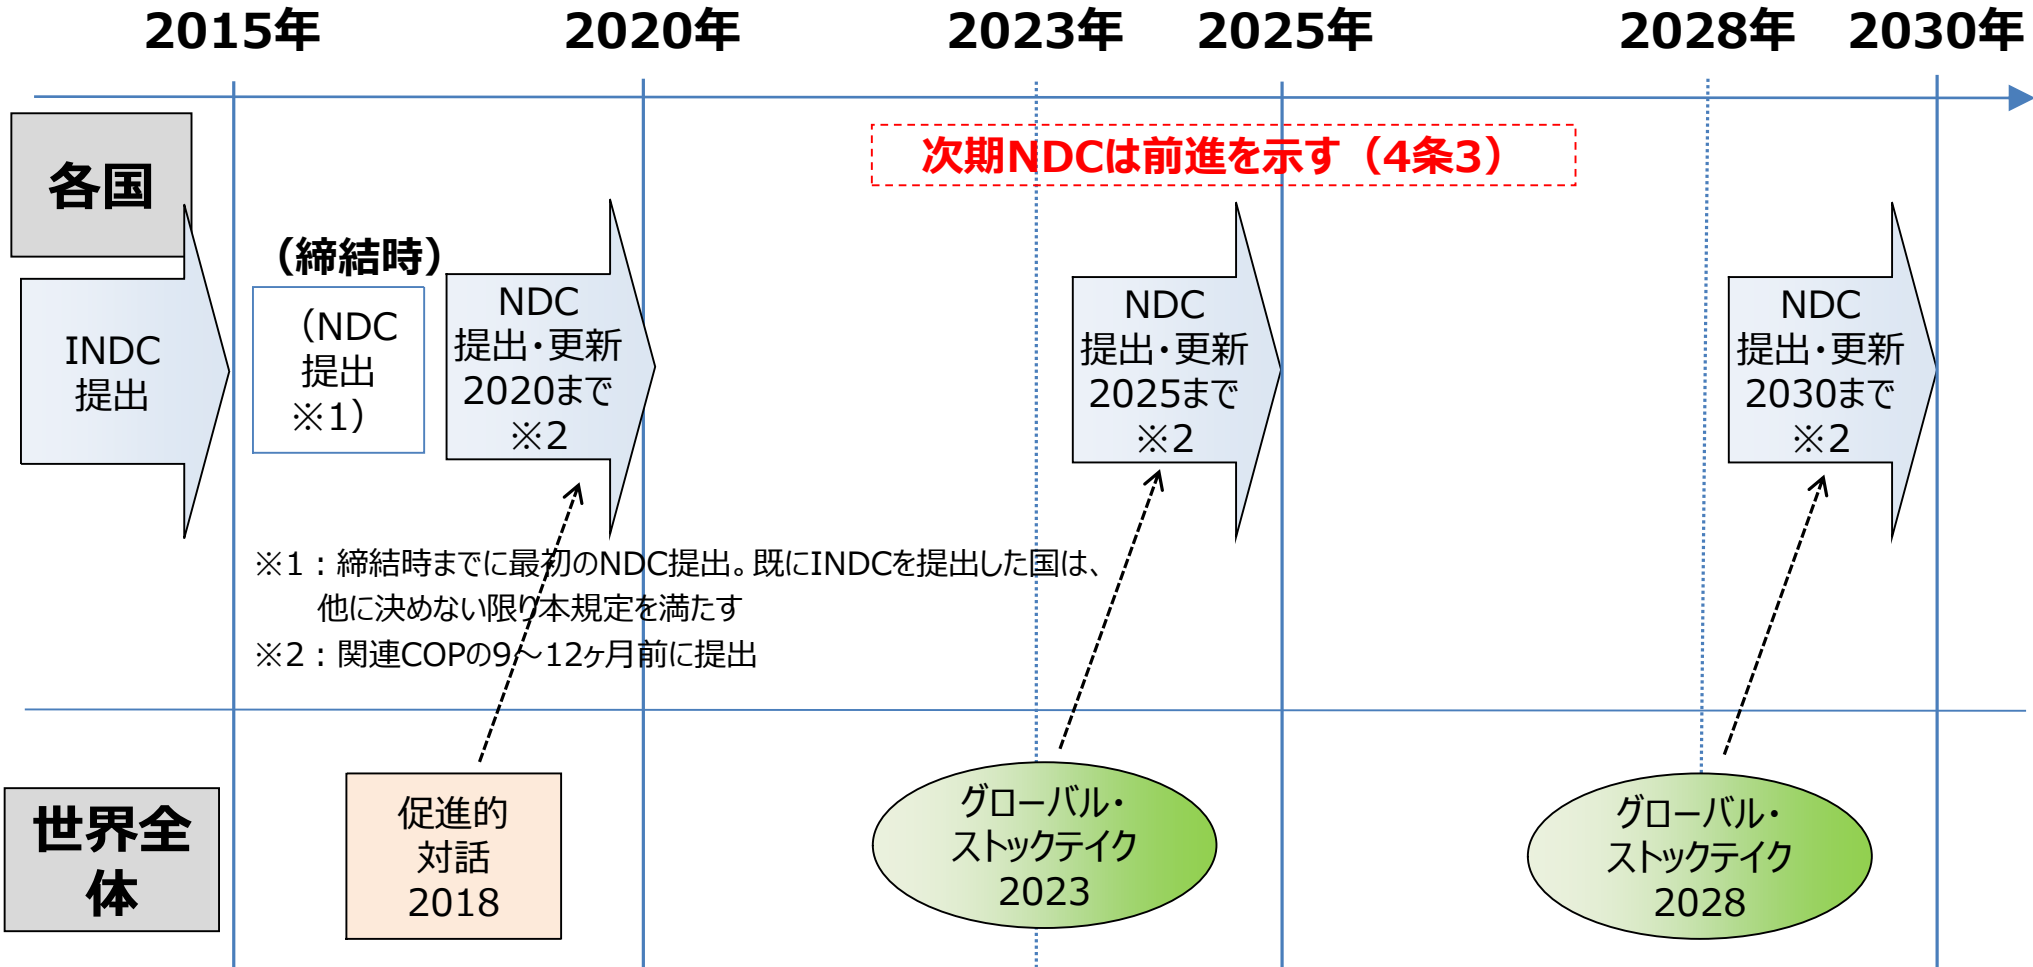 2015年
2020年
2023年
2025年
2028年
2030年
各国
次期NDCは前進を示す（4条3）
INDC
提出
（締結時）
（NDC
提出
※1）
NDC
提出・更新
2020まで
※2
NDC
提出・更新
2025まで
※2
NDC
提出・更新
2030まで
※2
※1：締結時までに最初のNDC提出。既にINDCを提出した国は、
他に決めない限り本規定を満たす
※2：関連COPの9～12ヶ月前に提出
世界全
体
促進的
対話
2018
グローバル・
ストックテイク
2023
グローバル・
ストックテイク
2028